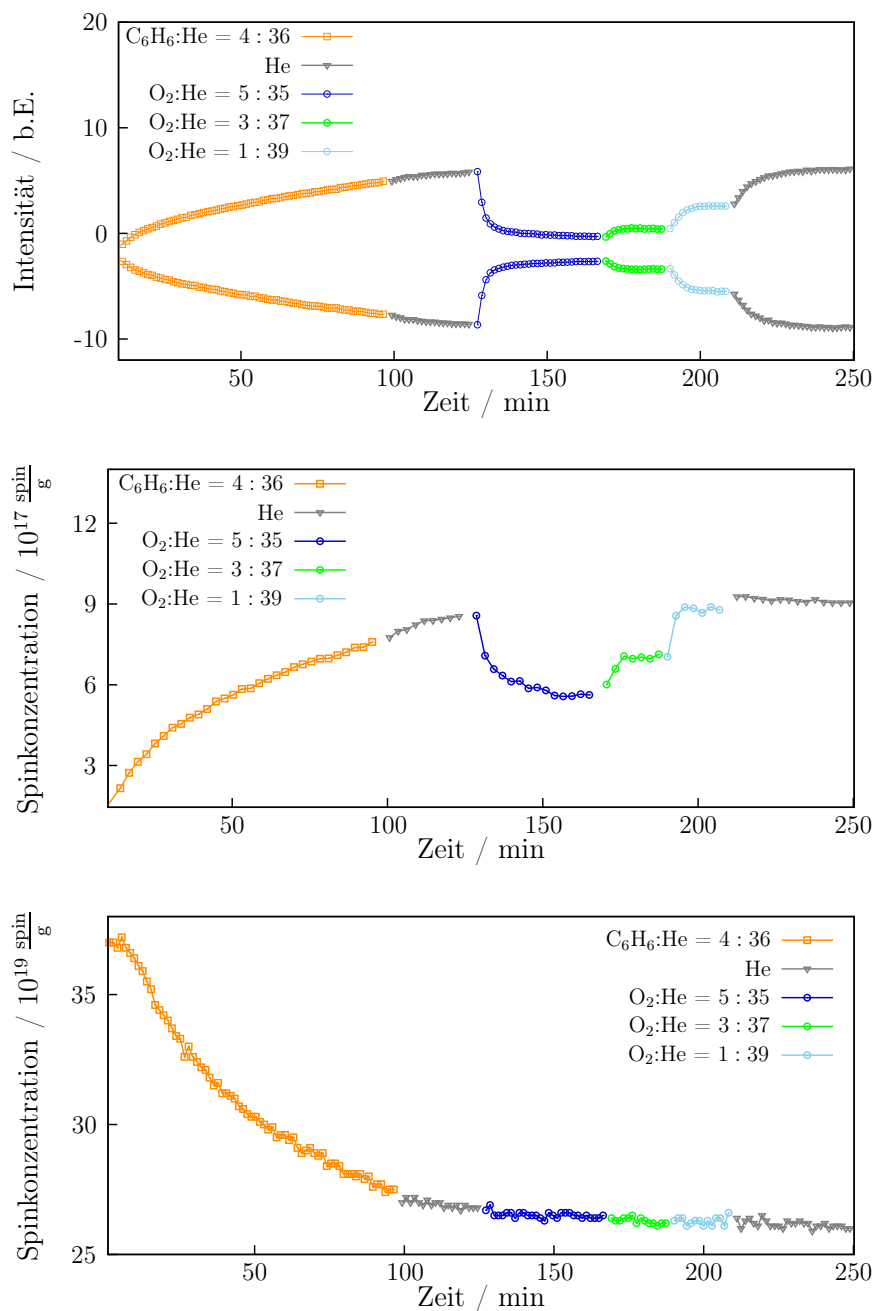 20
10
0
-10
Intensität / b.E.
C₆H₆:He = 4 : 36
He
O₂:He = 5 : 35
O₂:He = 3 : 37
O₂:He = 1 : 39
50
100
150
200
250
Zeit / min
12
9
6
3
Spinkonzentration / 10¹⁷ spin/g
C₆H₆:He = 4 : 36
He
O₂:He = 5 : 35
O₂:He = 3 : 37
O₂:He = 1 : 39
50
100
150
200
250
Zeit / min
35
30
25
Spinkonzentration / 10¹⁹ spin/g
C₆H₆:He = 4 : 36
He
O₂:He = 5 : 35
O₂:He = 3 : 37
O₂:He = 1 : 39
50
100
150
200
250
Zeit / min